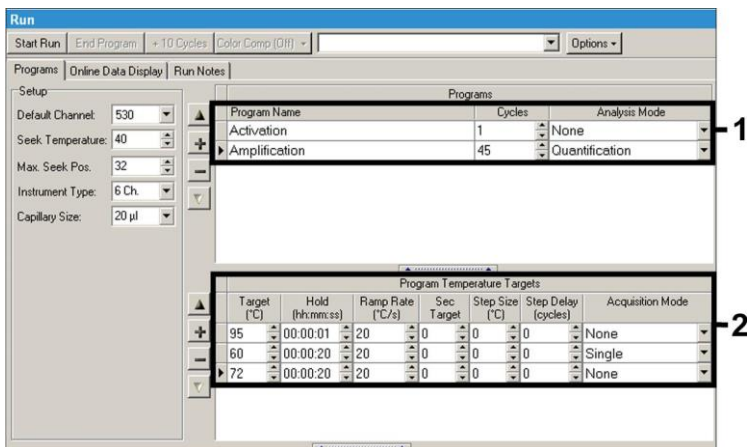 Run
Start Run End Program + 10 Cycles Color Comp (Off) Options
Programs Online Data Display Run Notes
Setup
Default Channel: 530
Seek Temperature: 40
Max. Seek Pos. 32
Instrument Type: 6 Ch.
Capillary Size: 20 µl
Programs
Program Name Cycles Analysis Mode
Activation 1 None
Amplification 45 Quantification
1
Program Temperature Targets
Target (°C) Hold (hh:mm:ss) Ramp Rate (°C/s) Sec Target Step Size (°C) Step Delay (cycles) Acquisition Mode
95 00:00:01 20 0 0 0 None
60 00:00:20 20 0 0 0 Single
72 00:00:20 20 0 0 0 None
2